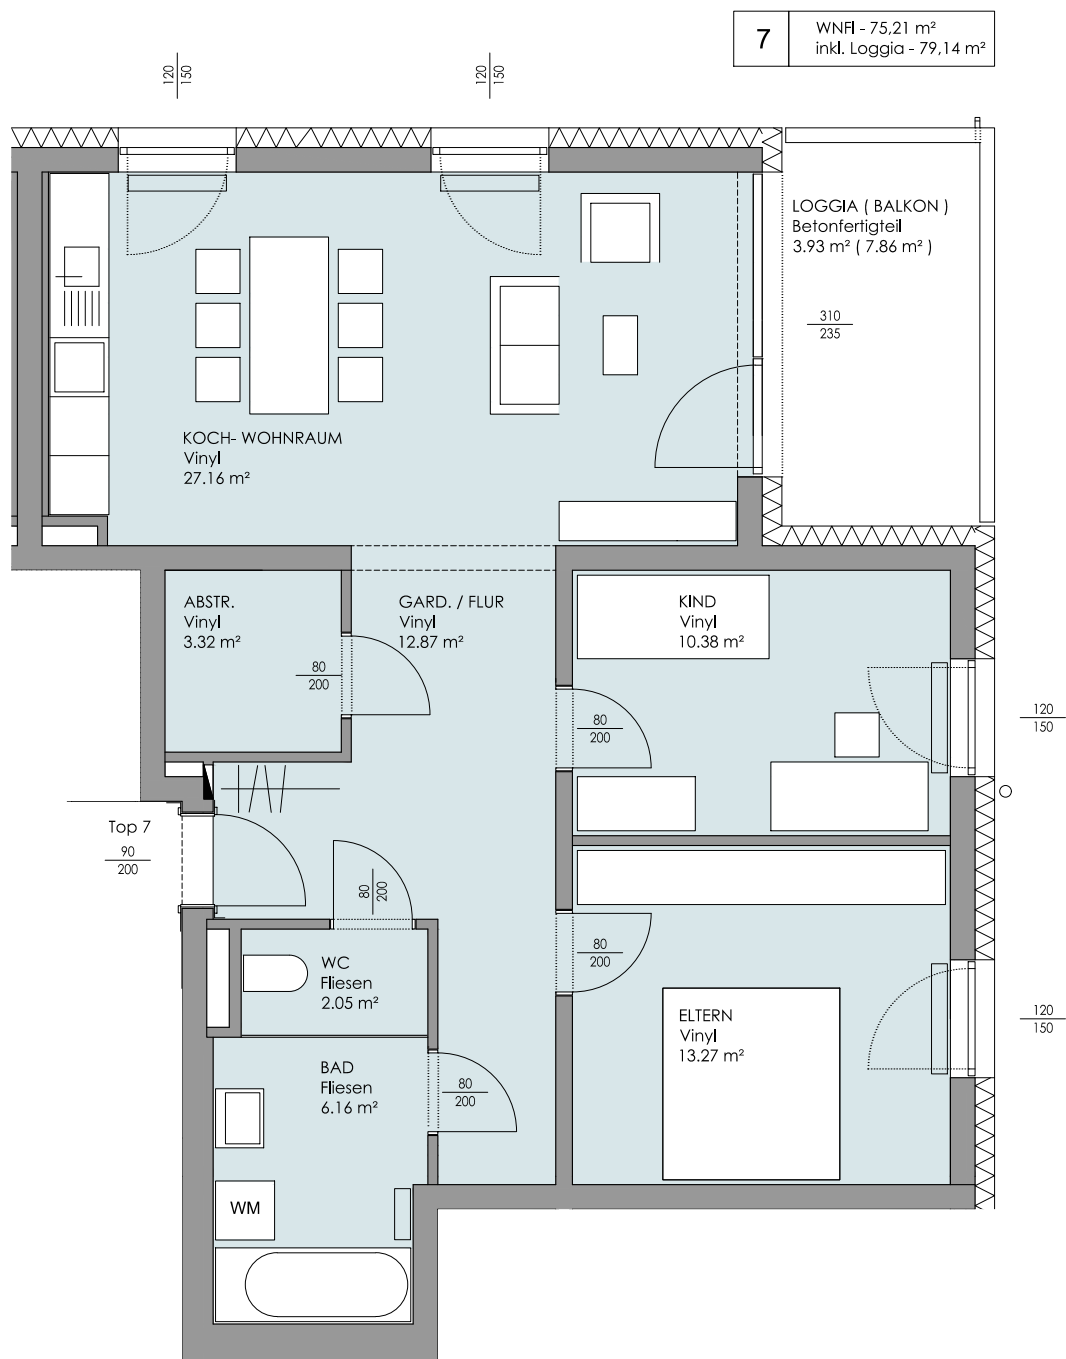 7
WNFl - 75,21 m²
inkl. Loggia - 79,14 m²
120
150
120
150
LOGGIA ( BALKON )
Betonfertigteil
3.93 m² ( 7.86 m² )
310
235
KOCH- WOHNRAUM
Vinyl
27.16 m²
ABSTR.
Vinyl
3.32 m²
80
200
GARD. / FLUR
Vinyl
12.87 m²
KIND
Vinyl
10.38 m²
80
200
120
150
Top 7
90
200
80
200
WC
Fliesen
2.05 m²
80
200
ELTERN
Vinyl
13.27 m²
120
150
BAD
Fliesen
6.16 m²
80
200
WM